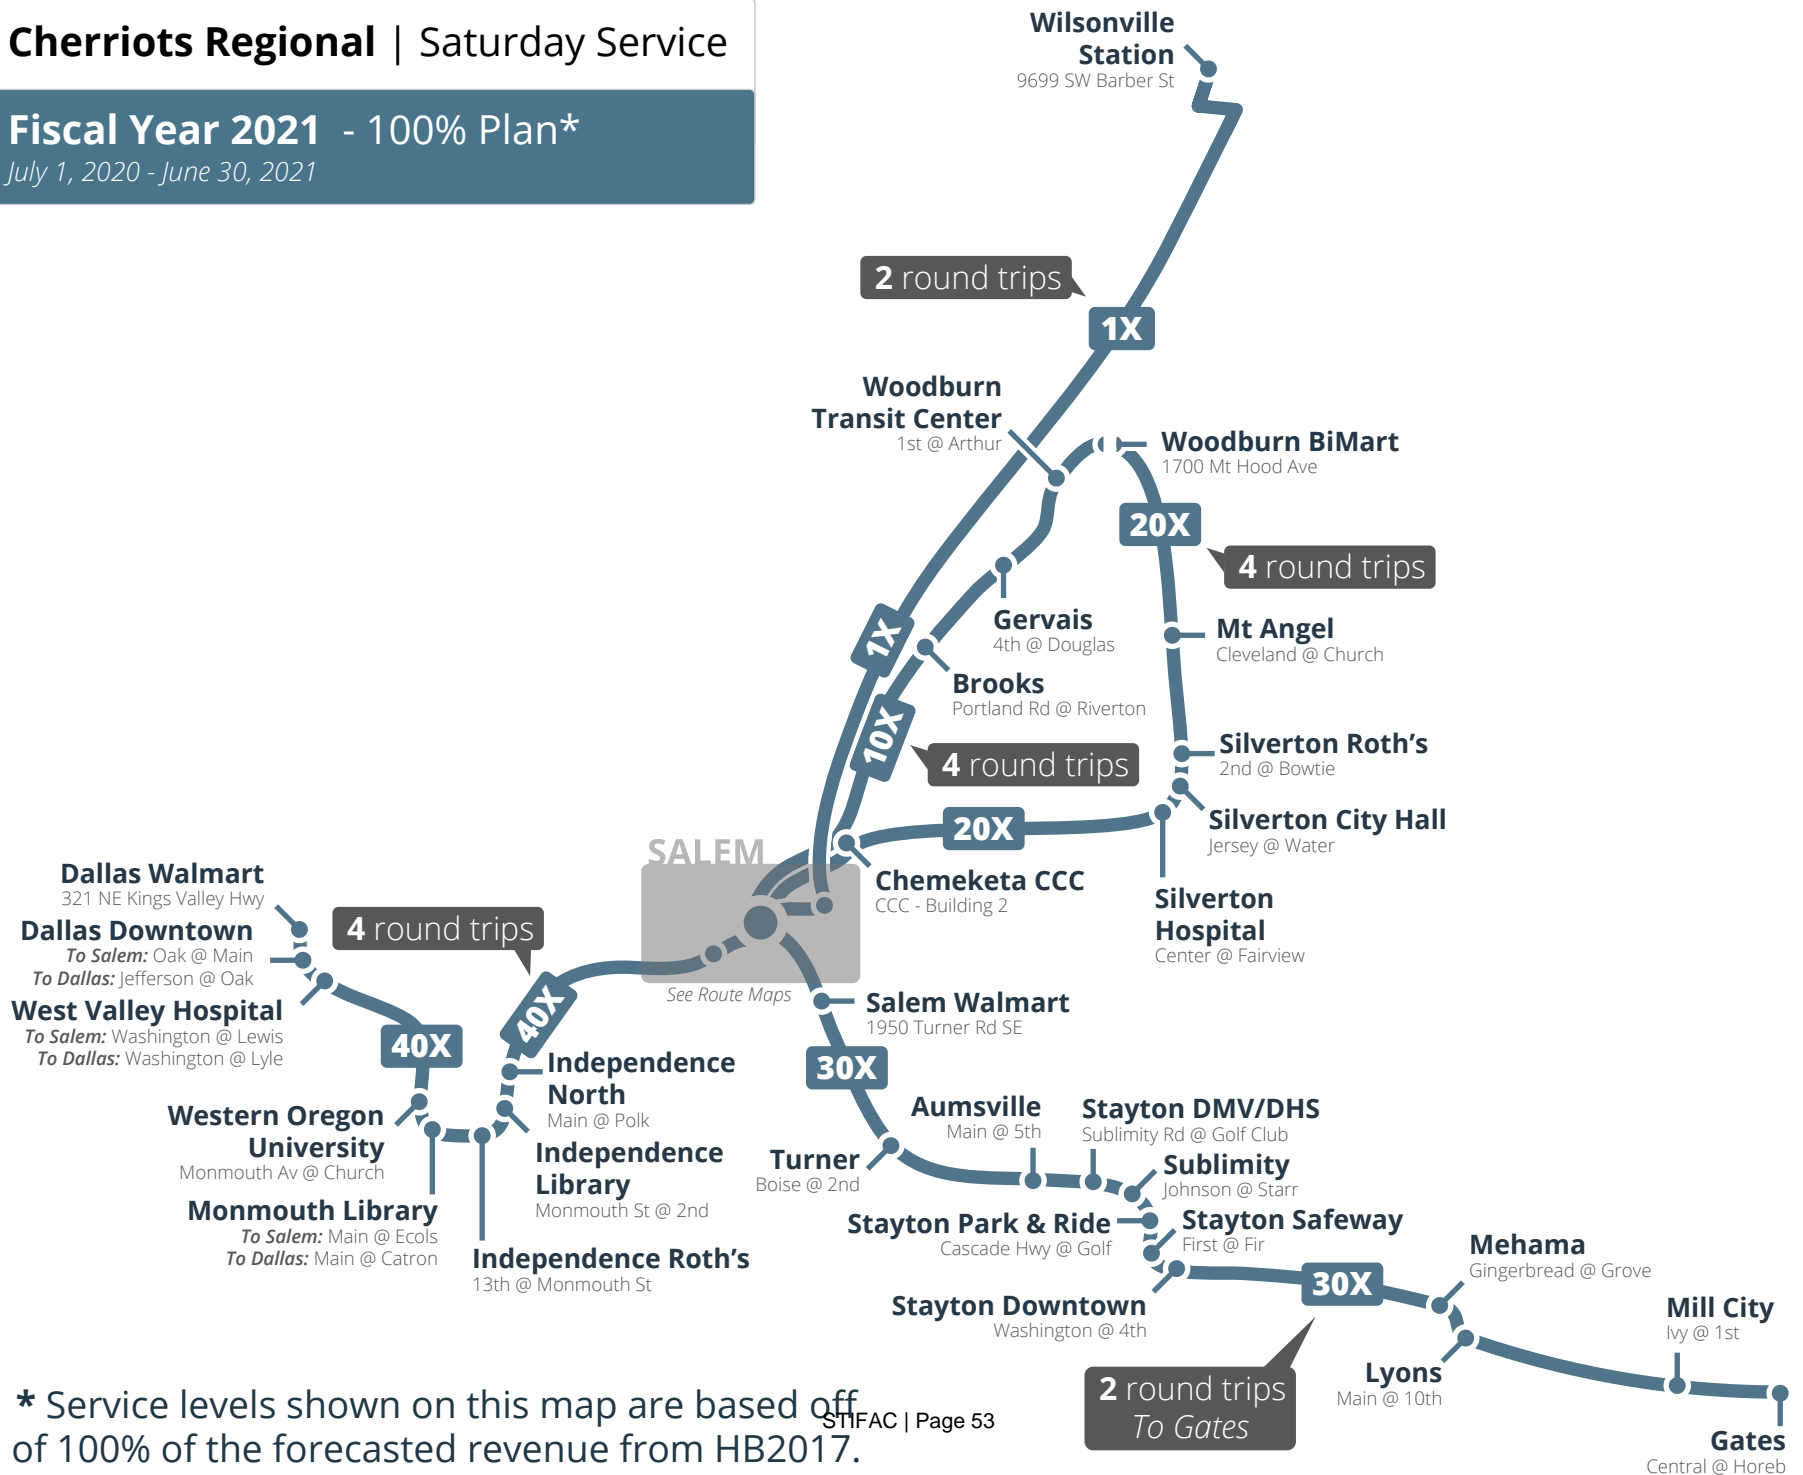 Cherriots Regional | Saturday Service
Fiscal Year 2021 - 100% Plan*
July 1, 2020 - June 30, 2021
Wilsonville
Station
9699 SW Barber St
2 round trips
1X
Woodburn
Transit Center
1st @ Arthur
Woodburn BiMart
1700 Mt Hood Ave
20X
4 round trips
Gervais
4th @ Douglas
1X
Mt Angel
Cleveland @ Church
Brooks
Portland Rd @ Riverton
10X
4 round trips
Silverton Roth's
2nd @ Bowtie
20X
Silverton City Hall
Jersey @ Water
SALEM
Chemeketa CCC
CCC - Building 2
Silverton
Hospital
Center @ Fairview
See Route Maps
Dallas Walmart
321 NE Kings Valley Hwy
Dallas Downtown
To Salem: Oak @ Main
To Dallas: Jefferson @ Oak
West Valley Hospital
To Salem: Washington @ Lewis
To Dallas: Washington @ Lyle
4 round trips
40X
40X
Salem Walmart
1950 Turner Rd SE
30X
Independence
North
Main @ Polk
Western Oregon
University
Monmouth Av @ Church
Independence
Library
Monmouth St @ 2nd
Monmouth Library
To Salem: Main @ Ecols
To Dallas: Main @ Catron
Independence Roth's
13th @ Monmouth St
Turner
Boise @ 2nd
Aumsville
Main @ 5th
Stayton DMV/DHS
Sublimity Rd @ Golf Club
Sublimity
Johnson @ Starr
Stayton Park & Ride
Cascade Hwy @ Golf
Stayton Safeway
First @ Fir
Stayton Downtown
Washington @ 4th
30X
Mehama
Gingerbread @ Grove
Mill City
Ivy @ 1st
Lyons
Main @ 10th
2 round trips
To Gates
Gates
Central @ Horeb
* Service levels shown on this map are based off
of 100% of the forecasted revenue from HB2017.
STIFAC | Page 53